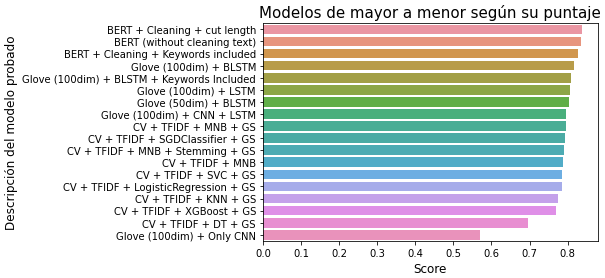 Modelos de mayor a menor según su puntaje
Descripción del modelo probado
BERT + Cleaning + cut length
BERT (without cleaning text)
BERT + Cleaning + Keywords included
Glove (100dim) + BLSTM
Glove (100dim) + BLSTM + Keywords Included
Glove (100dim) + LSTM
Glove (50dim) + BLSTM
Glove (100dim) + CNN + LSTM
CV + TFIDF + MNB + GS
CV + TFIDF + SGDClassifier + GS
CV + TFIDF + MNB + Stemming + GS
CV + TFIDF + MNB
CV + TFIDF + SVC + GS
CV + TFIDF + LogisticRegression + GS
CV + TFIDF + KNN + GS
CV + TFIDF + XGBoost + GS
CV + TFIDF + DT + GS
Glove (100dim) + Only CNN
0.0 0.1 0.2 0.3 0.4 0.5 0.6 0.7 0.8
Score